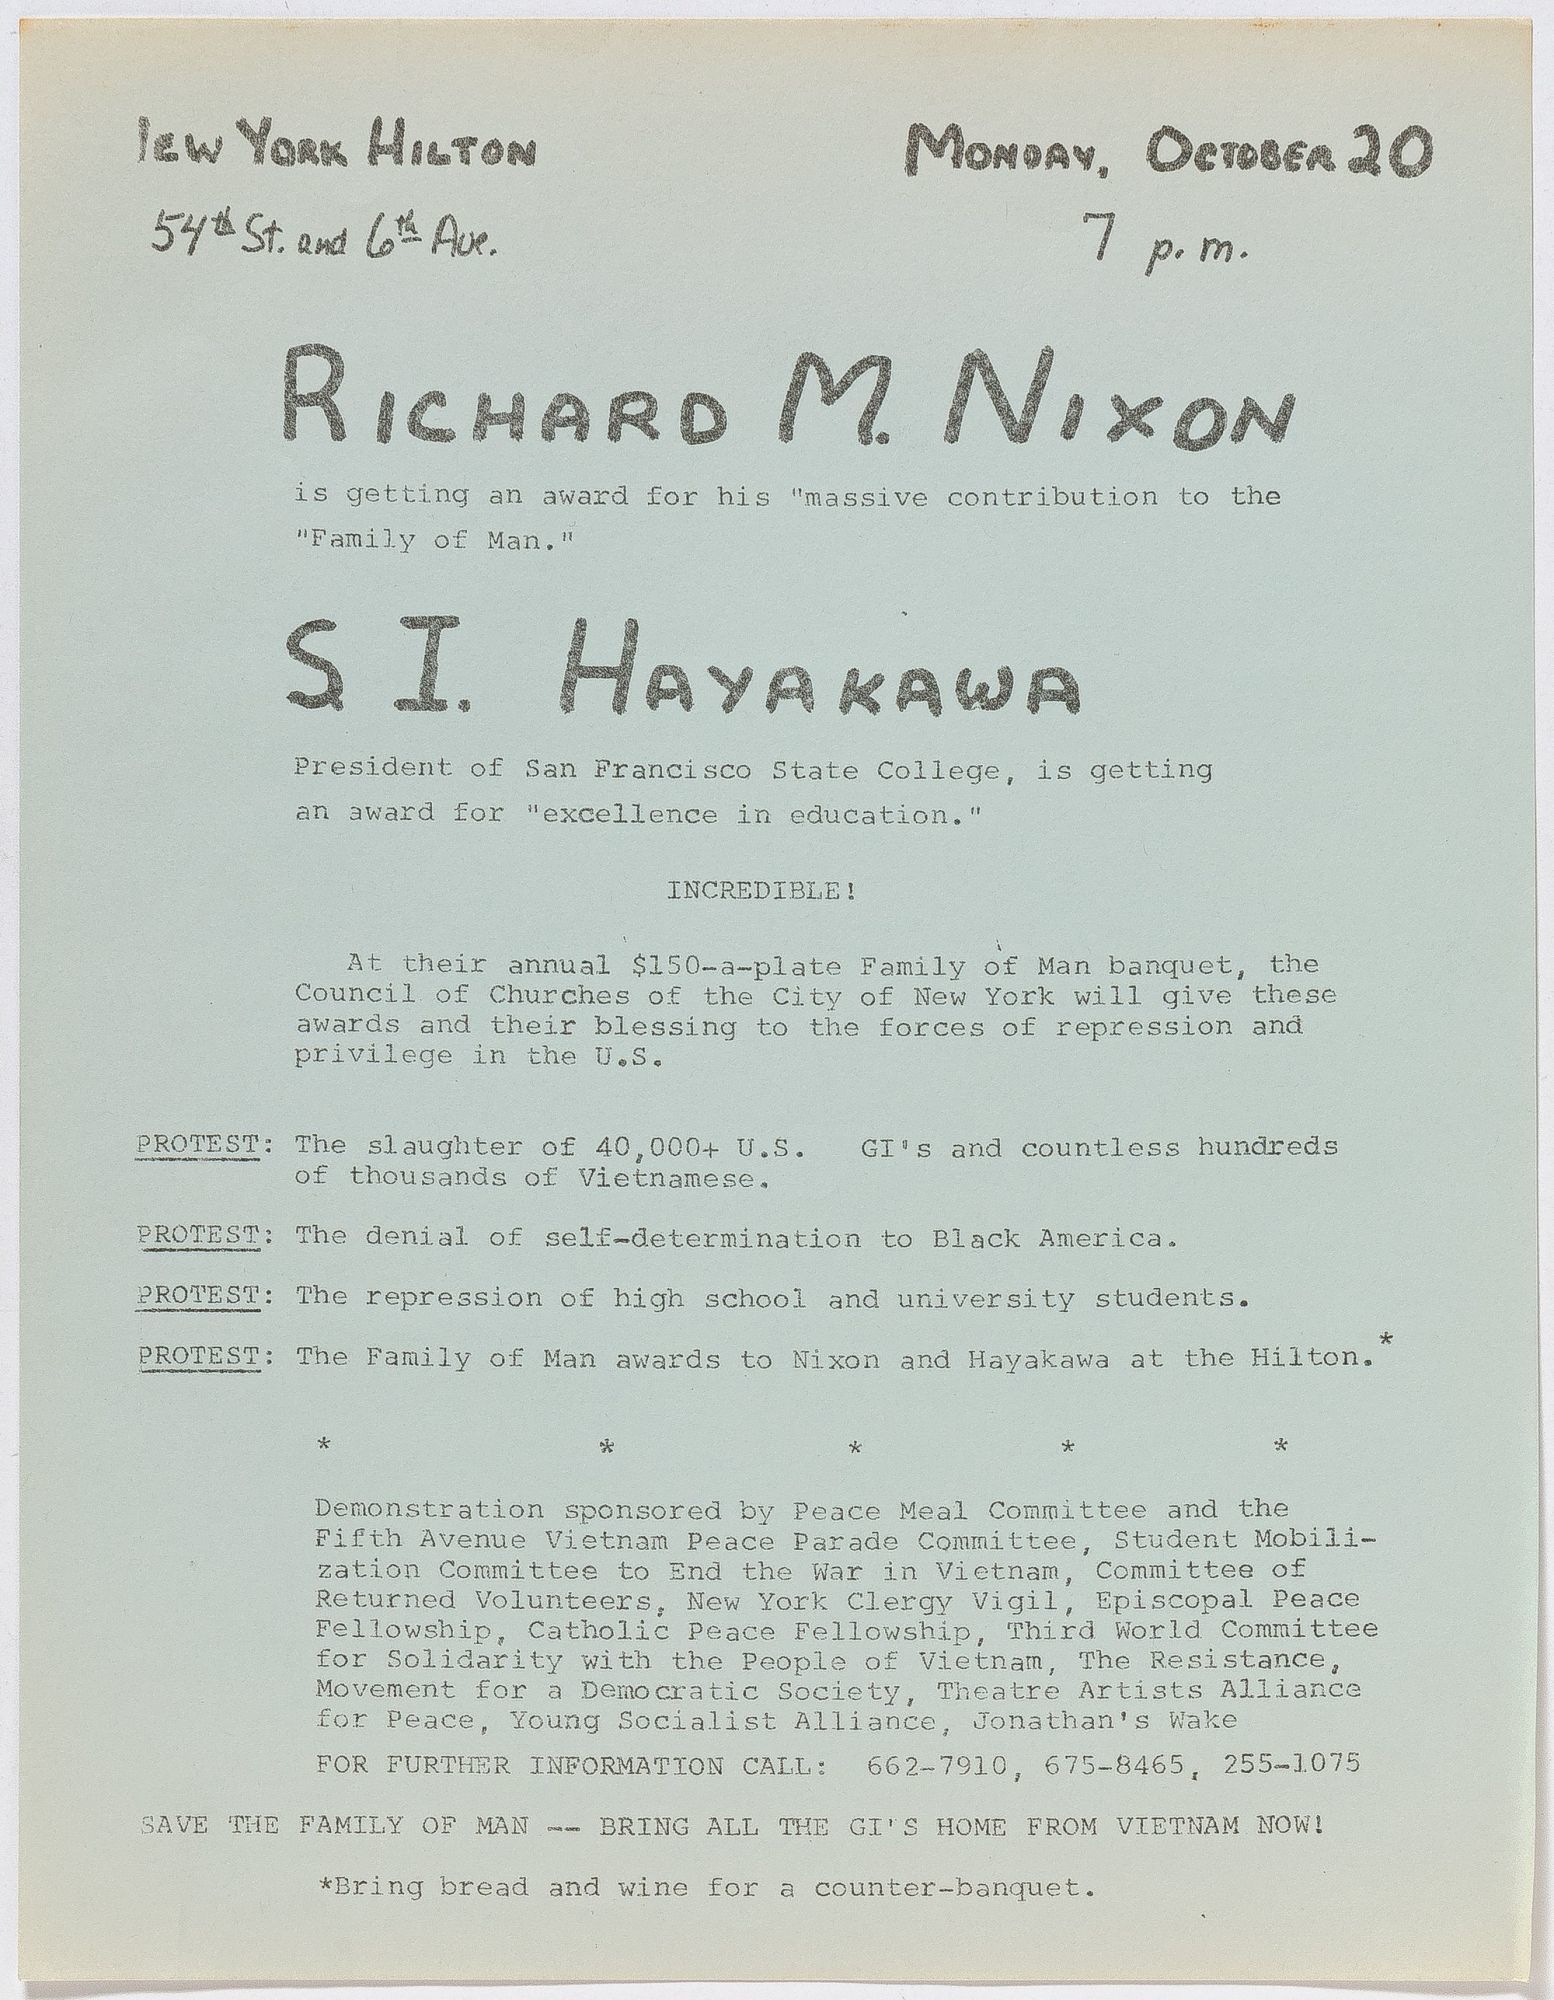 New York Hilton Monday, October 20
54th St. and 6th Ave. 7 p.m.
Richard M. Nixon
is getting an award for his "massive contribution to the
"Family of Man."
S I. Hayakawa
President of San Francisco State College, is getting
an award for "excellence in education."
INCREDIBLE!
At their annual $150-a-plate Family of Man banquet, the
Council of Churches of the City of New York will give these
awards and their blessing to the forces of repression and
privilege in the U.S.
PROTEST: The slaughter of 40,000+ U.S. GI's and countless hundreds
of thousands of Vietnamese.
PROTEST: The denial of self-determination to Black America.
PROTEST: The repression of high school and university students.
PROTEST: The Family of Man awards to Nixon and Hayakawa at the Hilton.*
* * * * *
Demonstration sponsored by Peace Meal Committee and the
Fifth Avenue Vietnam Peace Parade Committee, Student Mobili-
zation Committee to End the War in Vietnam, Committee of
Returned Volunteers, New York Clergy Vigil, Episcopal Peace
Fellowship, Catholic Peace Fellowship, Third World Committee
for Solidarity with the People of Vietnam, The Resistance,
Movement for a Democratic Society, Theatre Artists Alliance
for Peace, Young Socialist Alliance, Jonathan's Wake
FOR FURTHER INFORMATION CALL: 662-7910, 675-8465, 255-1075
SAVE THE FAMILY OF MAN -- BRING ALL THE GI'S HOME FROM VIETNAM NOW!
*Bring bread and wine for a counter-banquet.